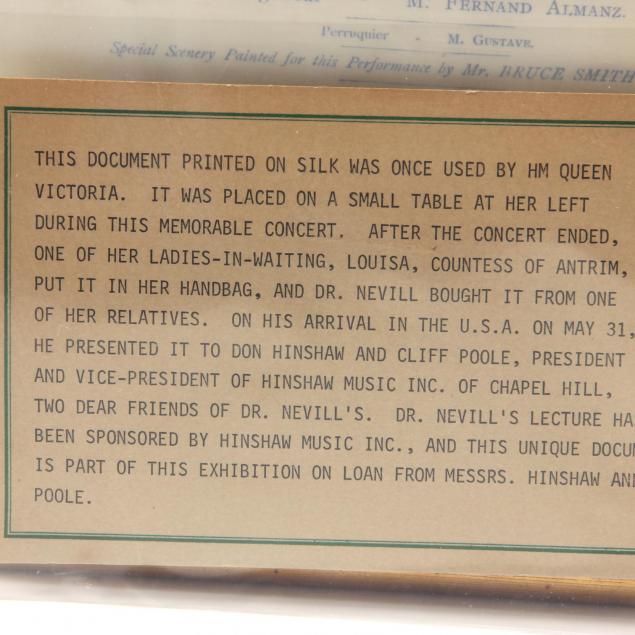 M. FERNAND ALMANZ.
Perruquier - M. GUSTAVE.
Special Scenery Painted for this Performance by Mr. BRUCE SMITH
THIS DOCUMENT PRINTED ON SILK WAS ONCE USED BY HM QUEEN
VICTORIA. IT WAS PLACED ON A SMALL TABLE AT HER LEFT
DURING THIS MEMORABLE CONCERT. AFTER THE CONCERT ENDED,
ONE OF HER LADIES-IN-WAITING, LOUISA, COUNTESS OF ANTRIM,
PUT IT IN HER HANDBAG, AND DR. NEVILL BOUGHT IT FROM ONE
OF HER RELATIVES. ON HIS ARRIVAL IN THE U.S.A. ON MAY 31,
HE PRESENTED IT TO DON HINSHAW AND CLIFF POOLE, PRESIDENT
AND VICE-PRESIDENT OF HINSHAW MUSIC INC. OF CHAPEL HILL,
TWO DEAR FRIENDS OF DR. NEVILL'S. DR. NEVILL'S LECTURE HA
BEEN SPONSORED BY HINSHAW MUSIC INC., AND THIS UNIQUE DOCU
IS PART OF THIS EXHIBITION ON LOAN FROM MESSRS. HINSHAW AN
POOLE.